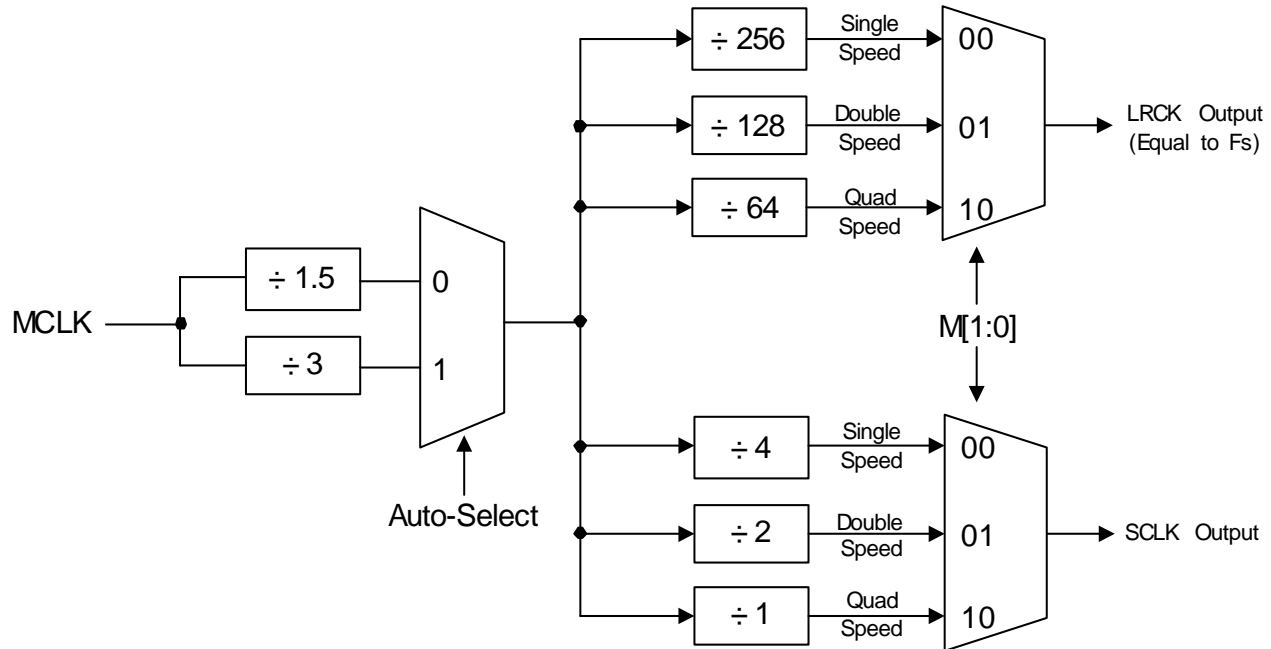 ÷ 256
Single
Speed
00
÷ 128
Double
Speed
01
LRCK Output
(Equal to Fs)
÷ 64
Quad
Speed
10
÷ 1.5
0
MCLK
÷ 3
1
Auto-Select
M[1:0]
÷ 4
Single
Speed
00
÷ 2
Double
Speed
01
SCLK Output
÷ 1
Quad
Speed
10